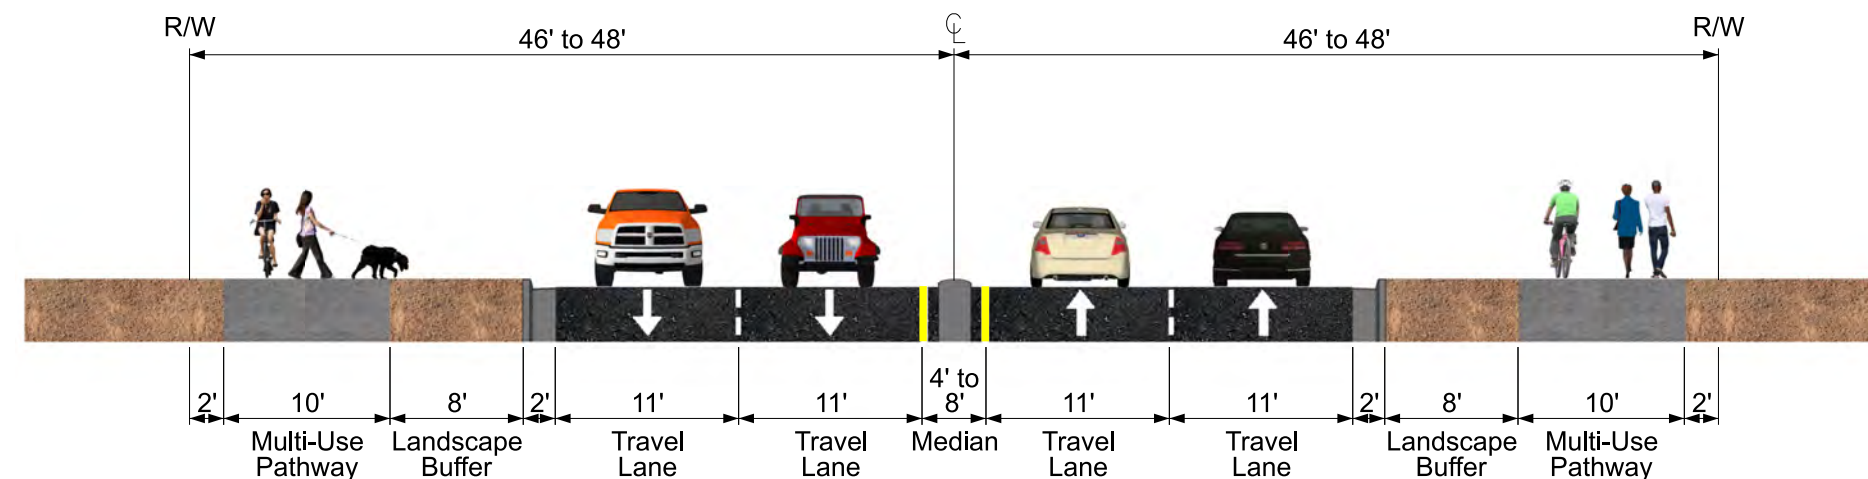 R/W
℄
R/W
46' to 48'
46' to 48'
4' to
2'
10'
8'
2'
11'
11'
8'
11'
11'
2'
8'
10'
2'
Multi-Use
Pathway
Landscape
Buffer
Travel
Lane
Travel
Lane
Median
Travel
Lane
Travel
Lane
Landscape
Buffer
Multi-Use
Pathway